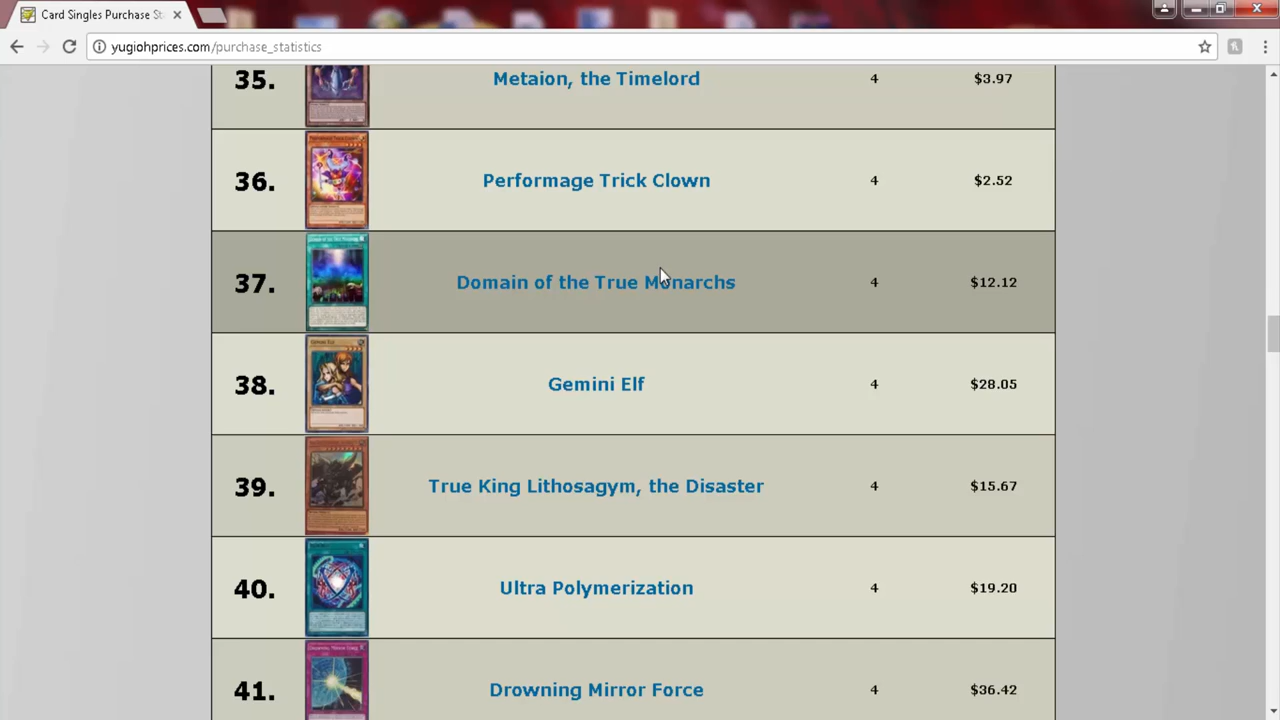 Card Singles Purchase St
yugiohprices.com/purchase_statistics
35. Metaion, the Timelord 4 $3.97
36. Performage Trick Clown 4 $2.52
37. Domain of the True Monarchs 4 $12.12
38. Gemini Elf 4 $28.05
39. True King Lithosagym, the Disaster 4 $15.67
40. Ultra Polymerization 4 $19.20
41. Drowning Mirror Force 4 $36.42